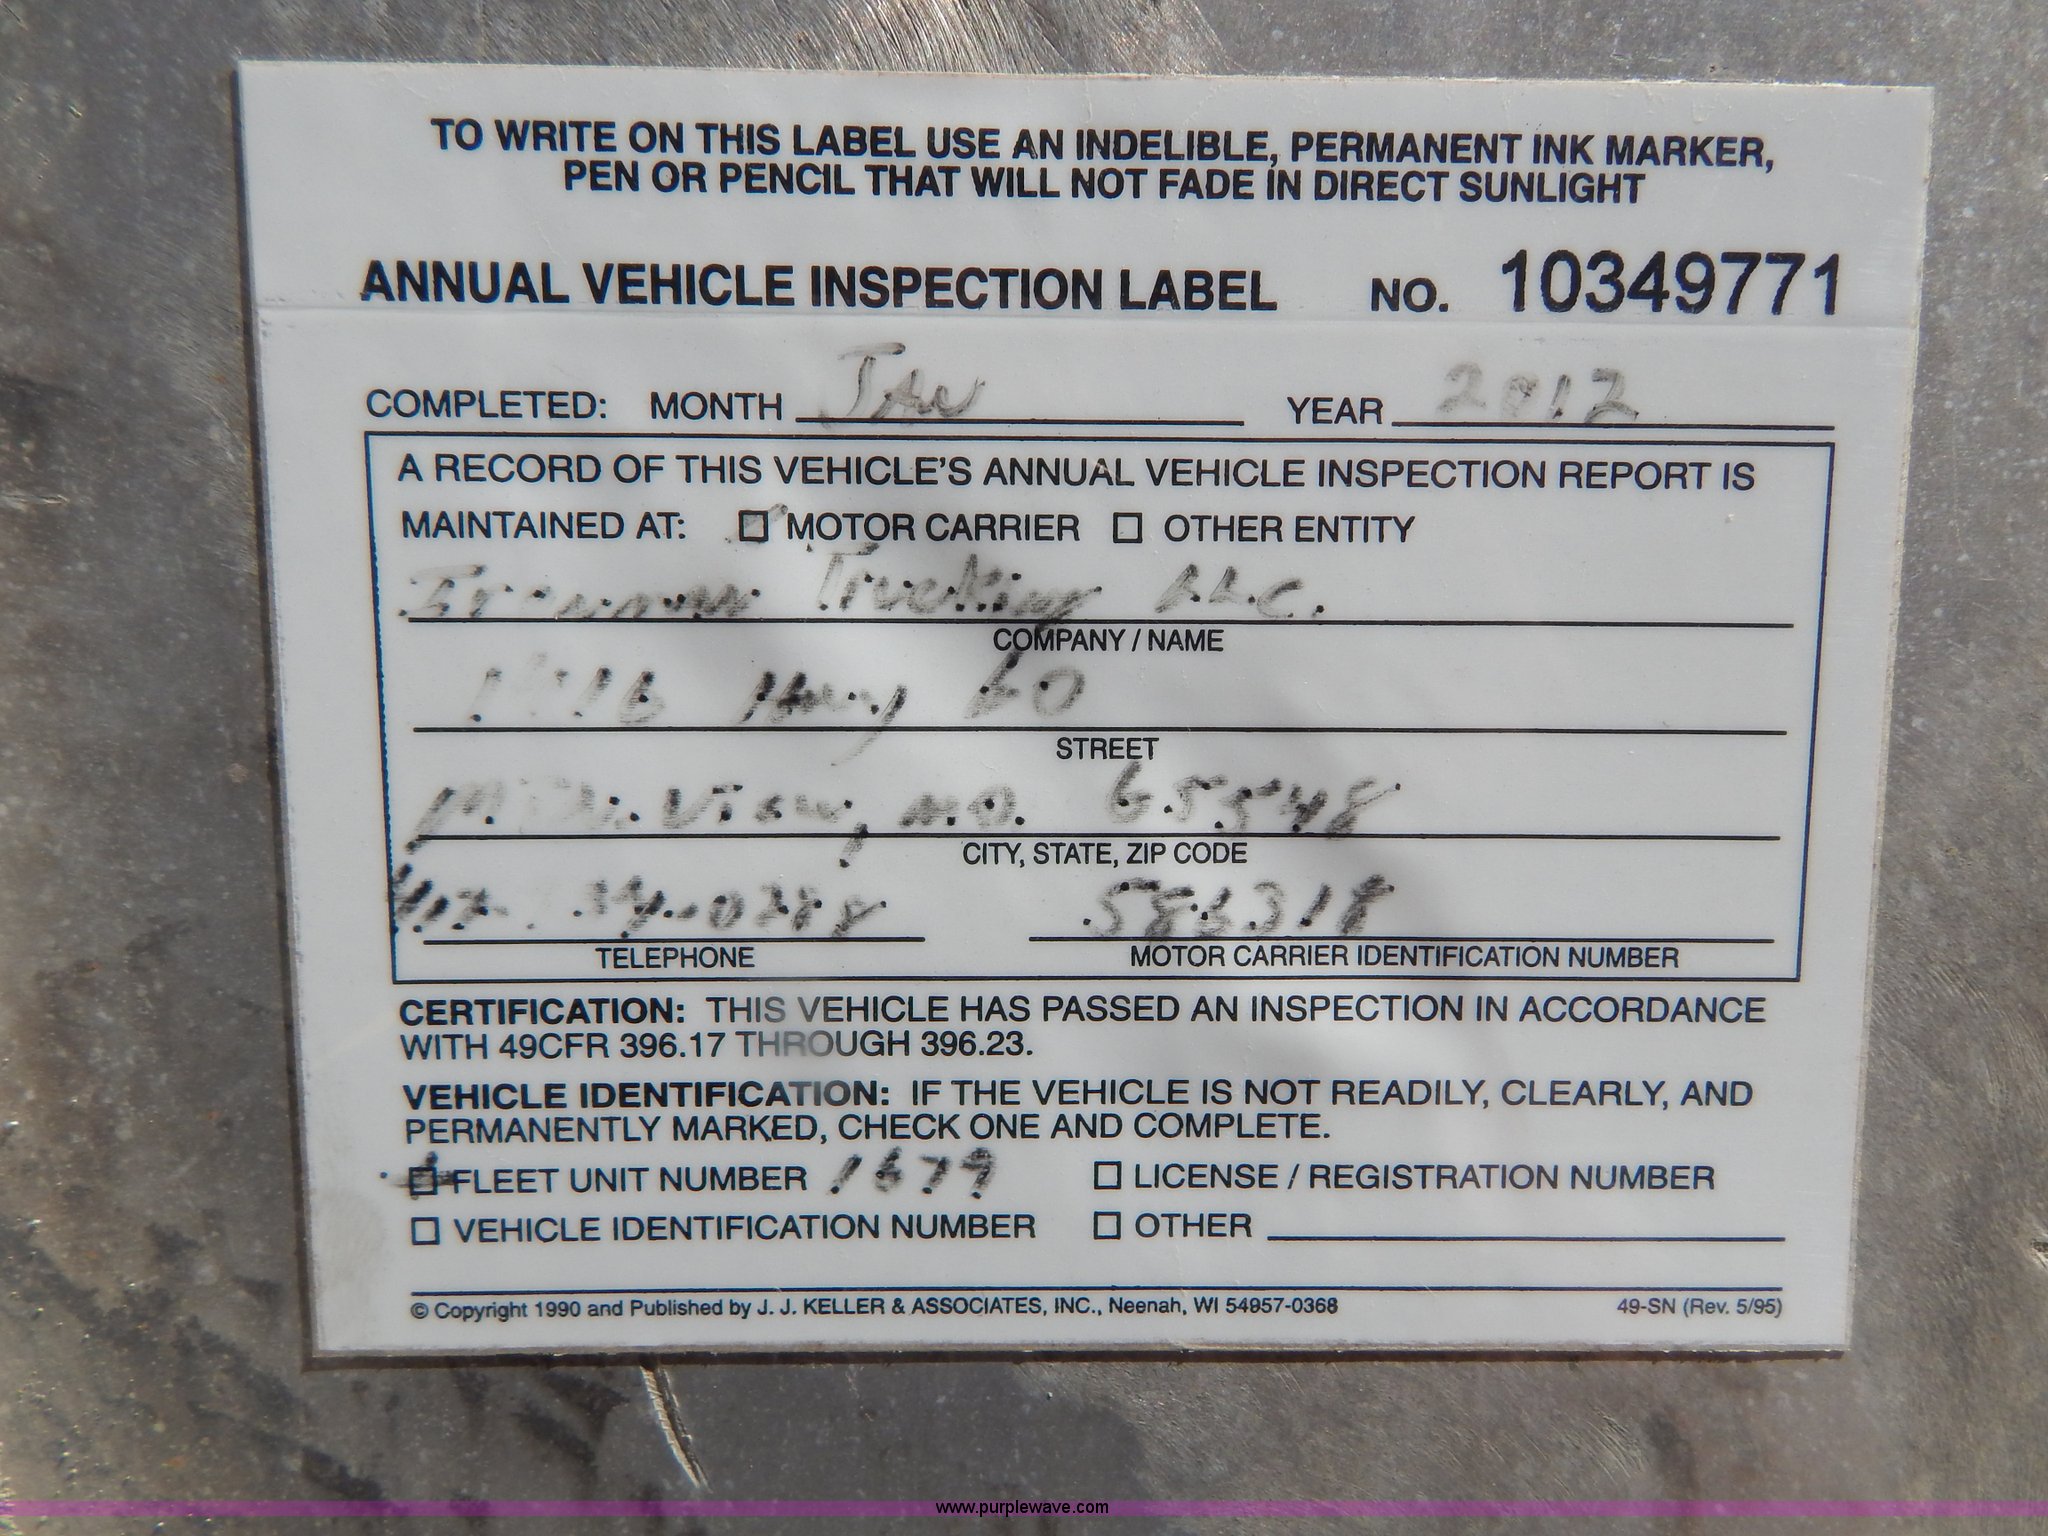 TO WRITE ON THIS LABEL USE AN INDELIBLE, PERMANENT INK MARKER,
PEN OR PENCIL THAT WILL NOT FADE IN DIRECT SUNLIGHT
ANNUAL VEHICLE INSPECTION LABEL NO. 10349771
COMPLETED: MONTH JAN YEAR 2012
A RECORD OF THIS VEHICLE'S ANNUAL VEHICLE INSPECTION REPORT IS
MAINTAINED AT: MOTOR CARRIER OTHER ENTITY
Trucking L.L.C.
COMPANY / NAME
Hwy 60
STREET
View, MO. 65548
CITY, STATE, ZIP CODE
586318
TELEPHONE MOTOR CARRIER IDENTIFICATION NUMBER
CERTIFICATION: THIS VEHICLE HAS PASSED AN INSPECTION IN ACCORDANCE
WITH 49CFR 396.17 THROUGH 396.23.
VEHICLE IDENTIFICATION: IF THE VEHICLE IS NOT READILY, CLEARLY, AND
PERMANENTLY MARKED, CHECK ONE AND COMPLETE.
FLEET UNIT NUMBER 1679 LICENSE / REGISTRATION NUMBER
VEHICLE IDENTIFICATION NUMBER OTHER
© Copyright 1990 and Published by J. J. KELLER & ASSOCIATES, INC., Neenah, WI 54957-0368 49-SN (Rev. 5/95)
www.purplewave.com